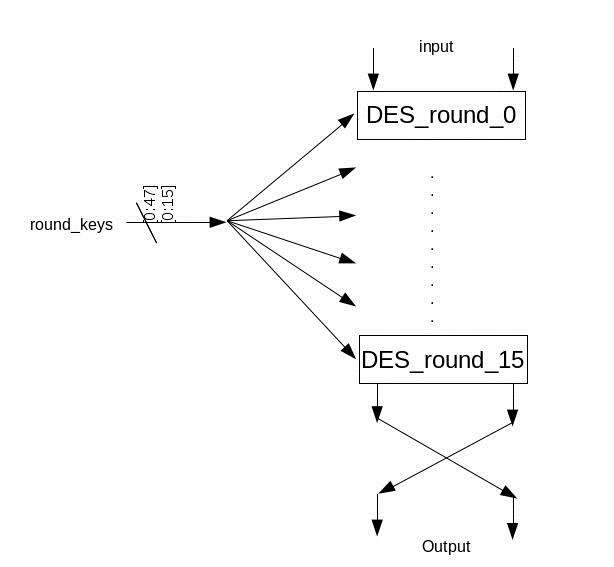 input
DES_round_0
[0:47]
[0:15]
round_keys
DES_round_15
Output